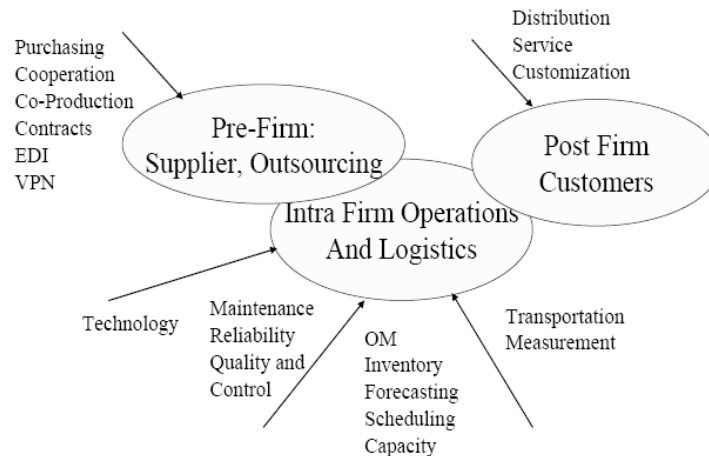 Purchasing
Cooperation
Co-Production
Contracts
EDI
VPN
Distribution
Service
Customization
Pre-Firm:
Supplier, Outsourcing
Post Firm
Customers
Intra Firm Operations
And Logistics
Technology
Maintenance
Reliability
Quality and
Control
OM
Inventory
Forecasting
Scheduling
Capacity
Transportation
Measurement